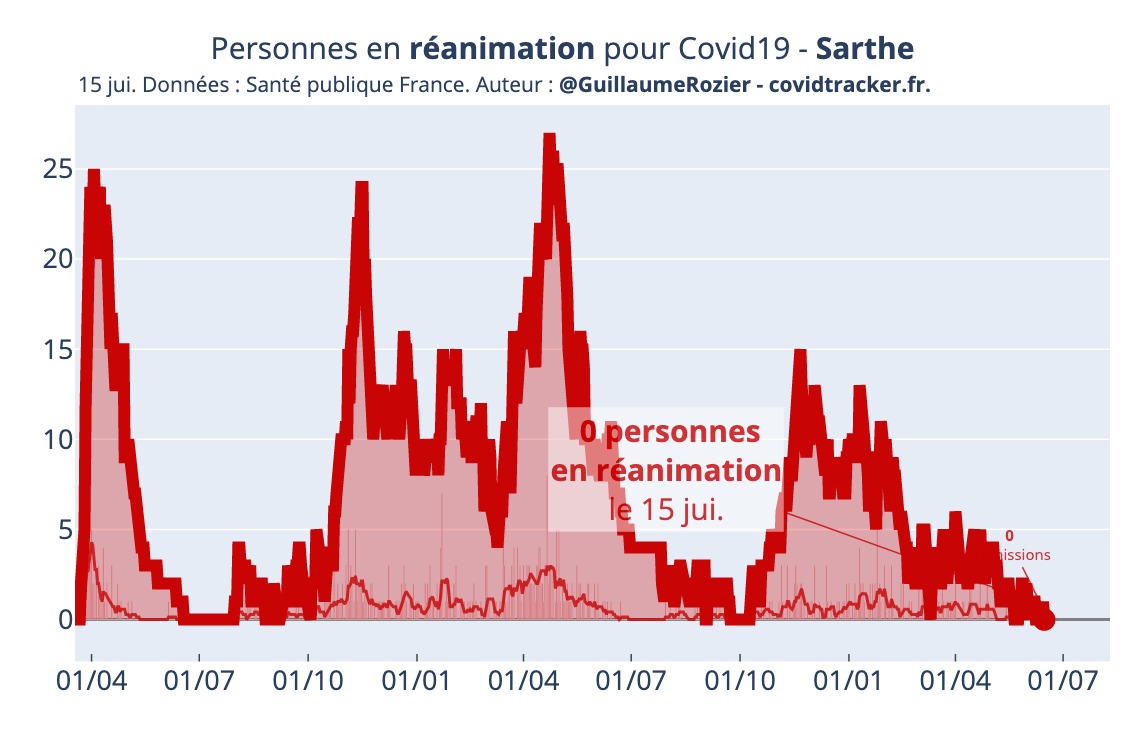 Personnes en réanimation pour Covid19 - Sarthe
15 jui. Données : Santé publique France. Auteur : @GuillaumeRozier - covidtracker.fr.
25
20
15
10
5
0
0 personnes
en réanimation
le 15 jui.
0
01/04 01/07 01/10 01/01 01/04 01/07 01/10 01/01 01/04 01/07